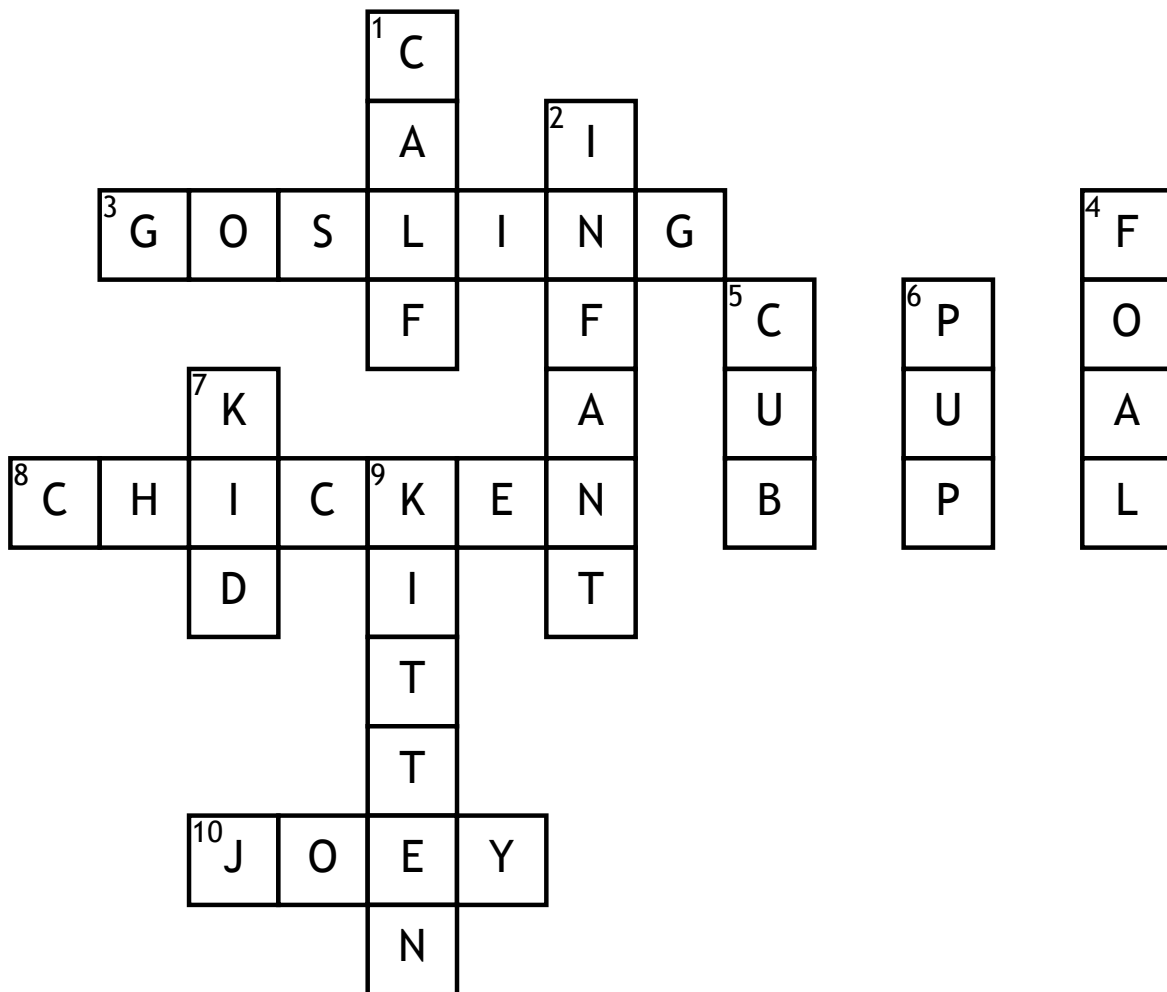 1 C
A 2 I
3 G O S L I N G 4 F
F F 5 C 6 P O
7 K A U U A
8 C H I C 9 K E N B P L
D I T
T
T
10 J O E Y
N